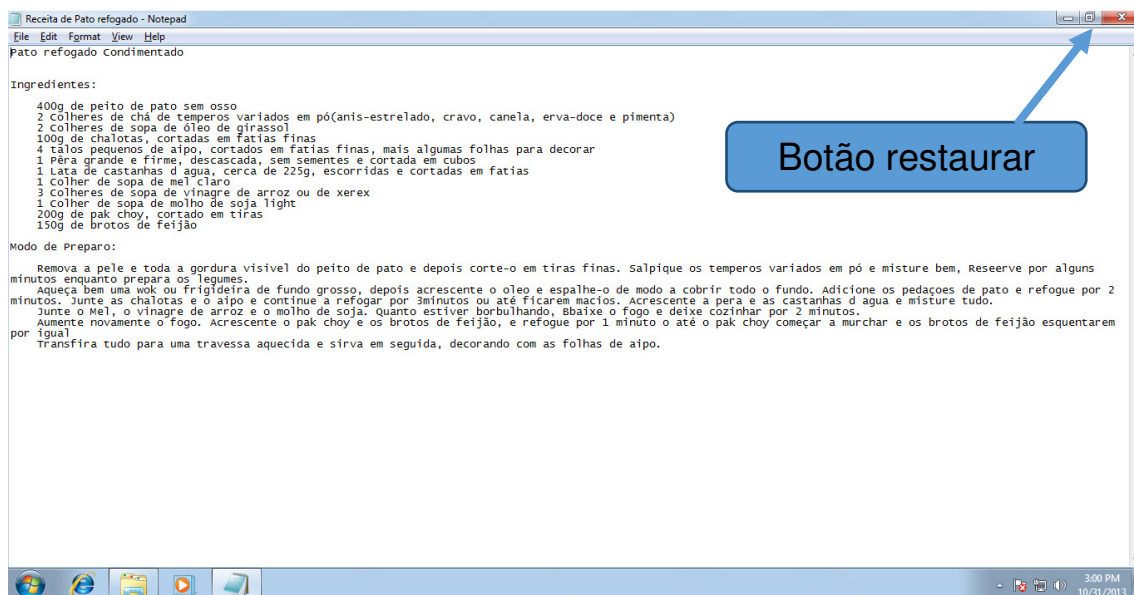 Receita de Pato refogado - Notepad
File Edit Format View Help
Pato refogado Condimentado
Ingredientes:
400g de peito de pato sem osso
2 Colheres de chá de temperos variados em pó(anis-estrelado, cravo, canela, erva-doce e pimenta)
2 Colheres de sopa de óleo de girassol
100g de chalotas, cortadas em fatias finas
4 talos pequenos de aipo, cortados em fatias finas, mais algumas folhas para decorar
1 Pêra grande e firme, descascada, sem sementes e cortada em cubos
1 Lata de castanhas d agua, cerca de 225g, escorridas e cortadas em fatias
1 Colher de sopa de mel claro
3 Colheres de sopa de vinagre de arroz ou de xerex
1 Colher de sopa de molho de soja light
200g de pak choy, cortado em tiras
150g de brotos de feijão
Botão restaurar
Modo de Preparo:
Remova a pele e toda a gordura visivel do peito de pato e depois corte-o em tiras finas. Salpique os temperos variados em pó e misture bem, Reseerve por alguns
minutos enquanto prepara os legumes.
Aqueça bem uma wok ou frigideira de fundo grosso, depois acrescente o oleo e espalhe-o de modo a cobrir todo o fundo. Adicione os pedaçoes de pato e refogue por 2
minutos. Junte as chalotas e o aipo e continue a refogar por 3minutos ou até ficarem macios. Acrescente a pera e as castanhas d agua e misture tudo.
Junte o Mel, o vinagre de arroz e o molho de soja. Quanto estiver borbulhando, Bbaixe o fogo e deixe cozinhar por 2 minutos.
Aumente novamente o fogo. Acrescente o pak choy e os brotos de feijão, e refogue por 1 minuto o até o pak choy começar a murchar e os brotos de feijão esquentarem
por igual
Transfira tudo para uma travessa aquecida e sirva em seguida, decorando com as folhas de aipo.
3:00 PM
10/31/2013